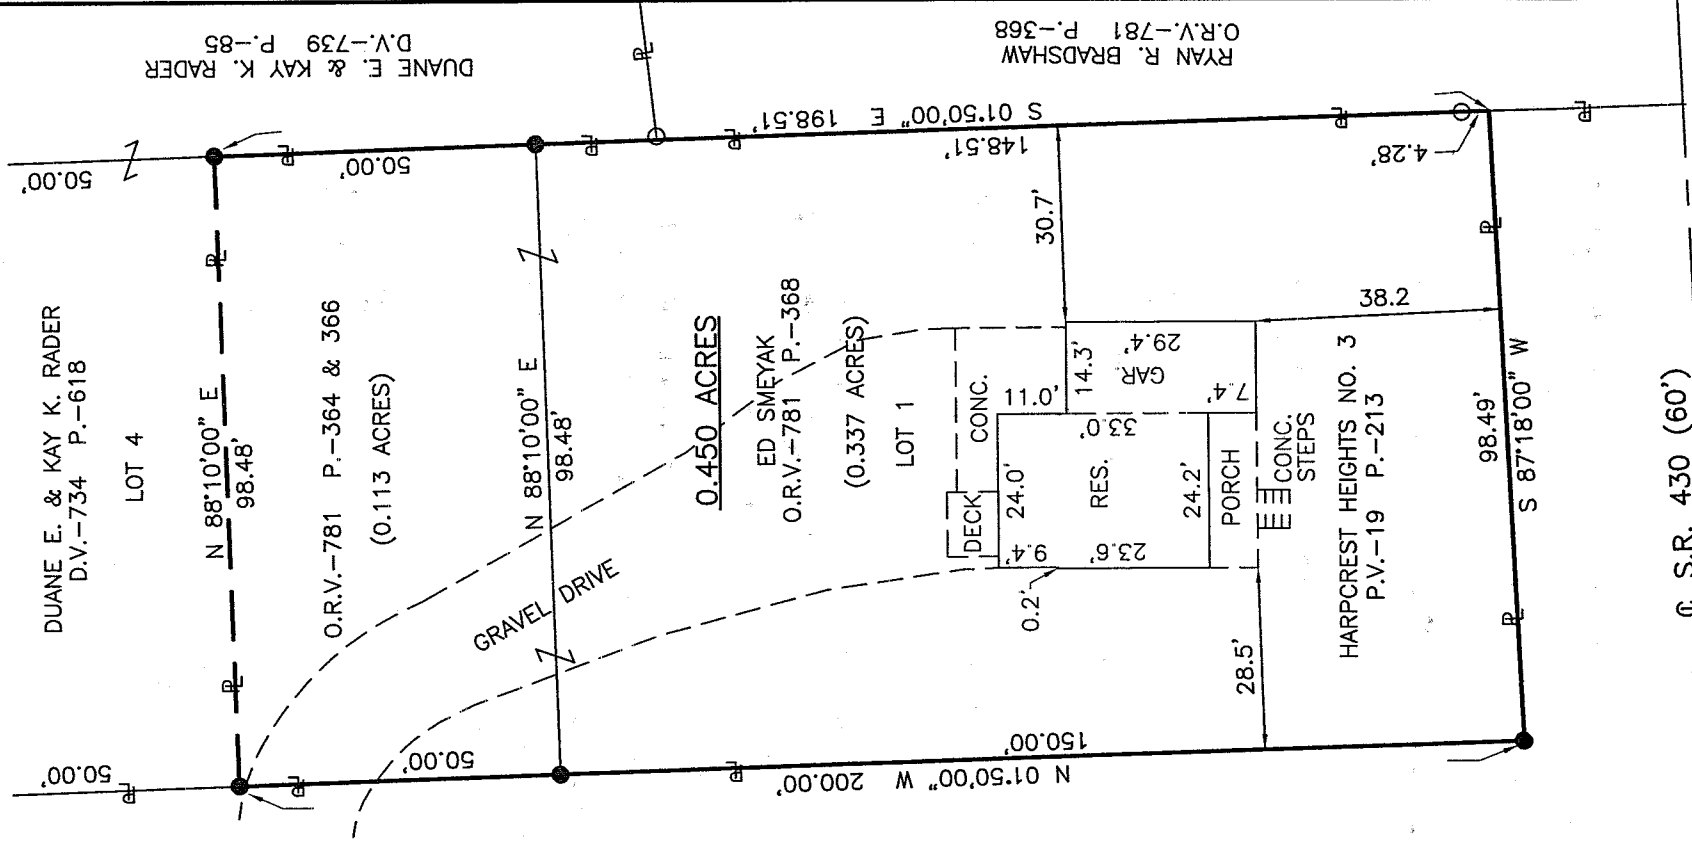 DUANE E. & KAY K. RADER
D.V.-739 P.-85
RYAN R. BRADSHAW
O.R.V.-781 P.-368
50.00'
50.00'
S 01°50'00" E 198.51'
148.51'
4.28'
DUANE E. & KAY K. RADER
D.V.-734 P.-618
LOT 4
N 88°10'00" E
98.48'
O.R.V.-781 P.-364 & 366
(0.113 ACRES)
N 88°10'00" E
98.48'
0.450 ACRES
ED SMEYAK
O.R.V.-781 P.-368
(0.337 ACRES)
LOT 1
30.7'
38.2
CONC.
11.0'
14.3'
29.4'
GAR.
7.4'
33.0'
DECK
24.0'
RES.
24.2'
PORCH
CONC.
STEPS
9.4'
23.6'
0.2'
28.5'
GRAVEL DRIVE
HARPCREST HEIGHTS NO. 3
P.V.-19 P.-213
98.49'
S 87°18'00" W
50.00'
50.00'
150.00'
N 01°50'00" W 200.00'
℄ S.R. 430 (60')